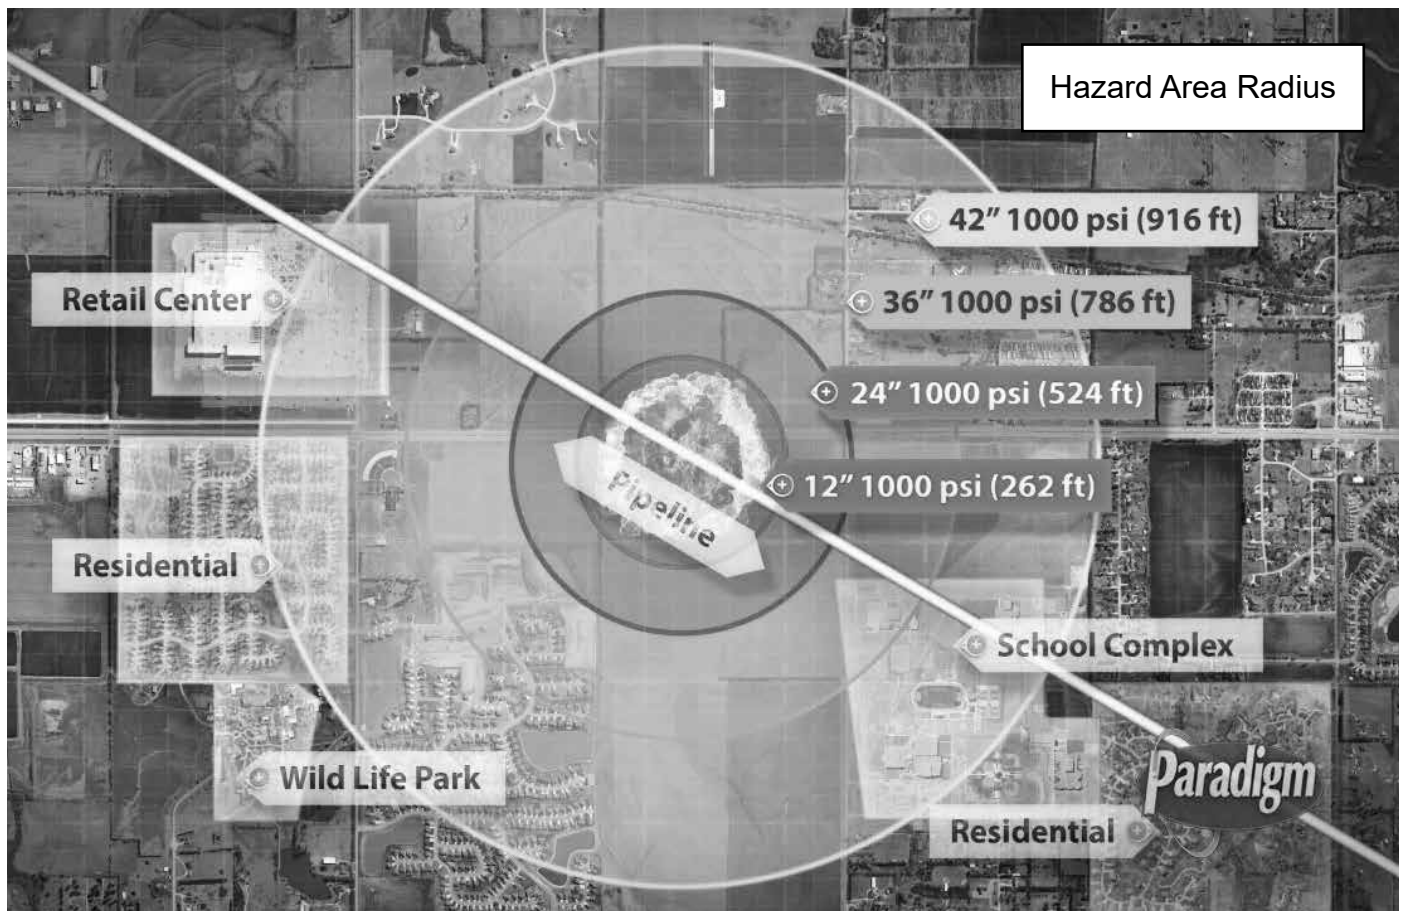 Hazard Area Radius
42” 1000 psi (916 ft)
36” 1000 psi (786 ft)
Retail Center
24” 1000 psi (524 ft)
12” 1000 psi (262 ft)
Pipeline
Residential
School Complex
Wild Life Park
Paradigm
Residential